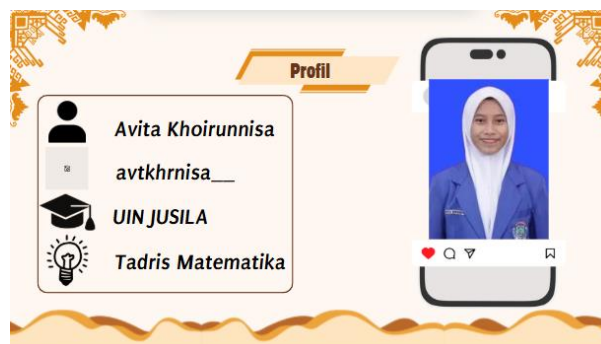 Profil
Avita Khoirunnisa
avtkhrnisa__
UIN JUSILA
Tadris Matematika